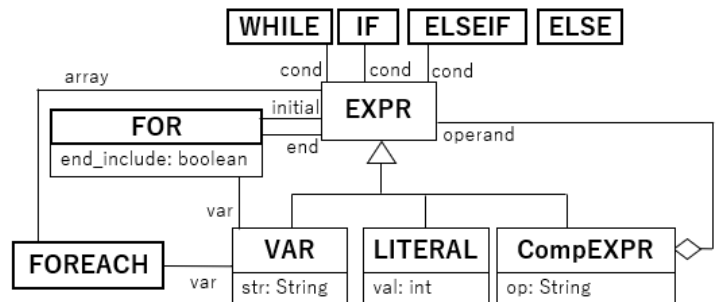 WHILE IF ELSEIF ELSE
cond cond cond
array
initial EXPR
FOR
end operand
end_include: boolean
var
VAR LITERAL CompEXPR
FOREACH
var str: String val: int op: String